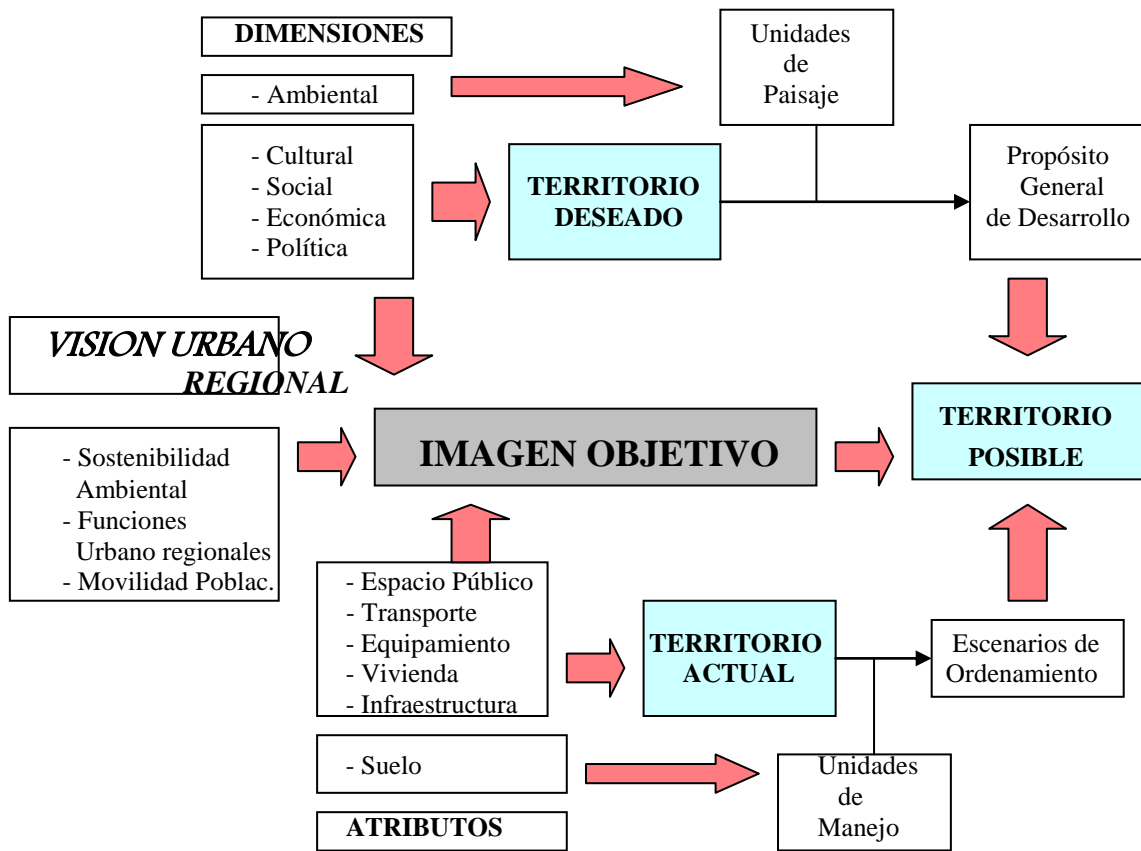 DIMENSIONES
- Ambiental
- Cultural
- Social
- Económica
- Política
Unidades
de
Paisaje
TERRITORIO
DESEADO
Propósito
General
de Desarrollo
VISION URBANO
REGIONAL
- Sostenibilidad
Ambiental
- Funciones
Urbano regionales
- Movilidad Poblac.
IMAGEN OBJETIVO
TERRITORIO
POSIBLE
- Espacio Público
- Transporte
- Equipamiento
- Vivienda
- Infraestructura
TERRITORIO
ACTUAL
Escenarios de
Ordenamiento
- Suelo
Unidades
de
Manejo
ATRIBUTOS